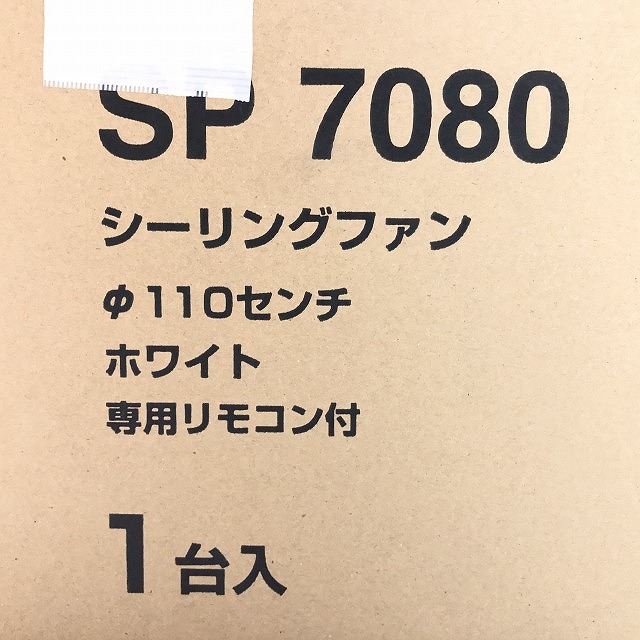 SP 7080
シーリングファン
Φ110センチ
ホワイト
専用リモコン付
1台入